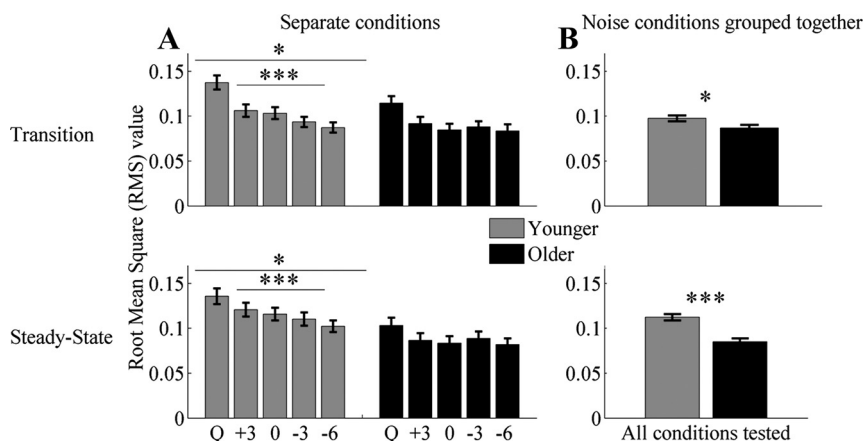 Separate conditions
Noise conditions grouped together
A
B
Transition
Steady-State
Root Mean Square (RMS) value
0.15
0.1
0.05
0
*
***
0.15
0.1
0.05
0
*
Younger
Older
0.15
0.1
0.05
0
*
***
Q +3 0 -3 -6
Q +3 0 -3 -6
0.15
0.1
0.05
0
***
All conditions tested